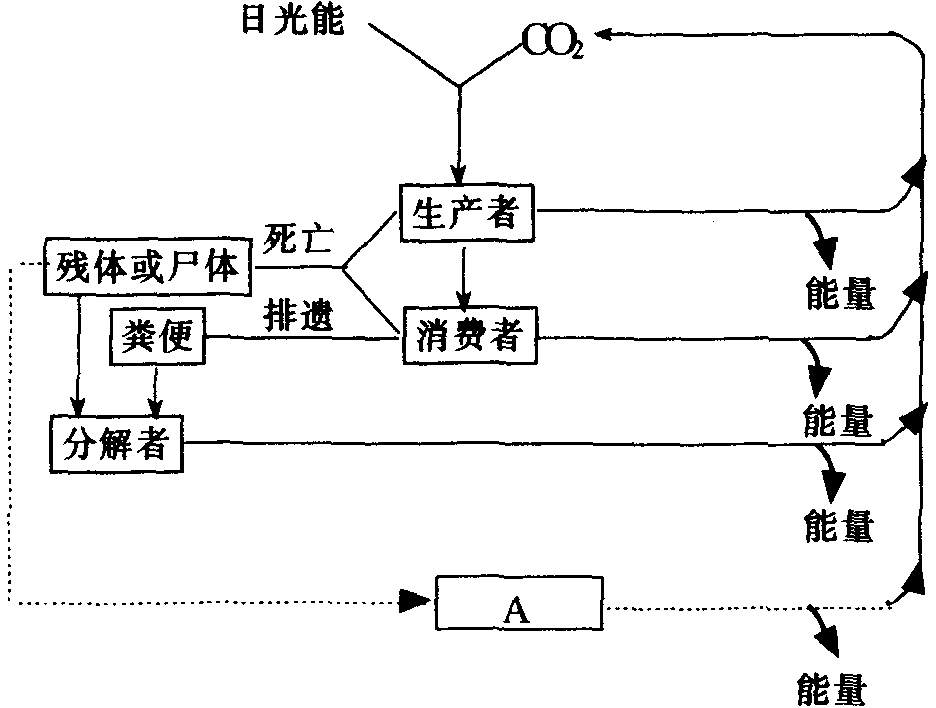 日光能
CO₂
生产者
死亡
残体或尸体
能量
排遗
粪便
消费者
能量
分解者
能量
A
能量